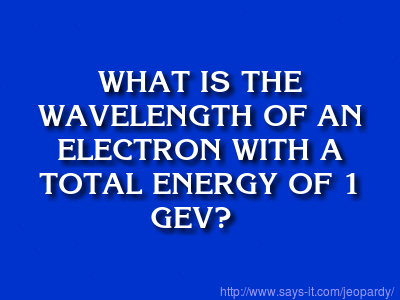 WHAT IS THE
WAVELENGTH OF AN
ELECTRON WITH A
TOTAL ENERGY OF 1
GEV?
http://www.says-it.com/jeopardy/